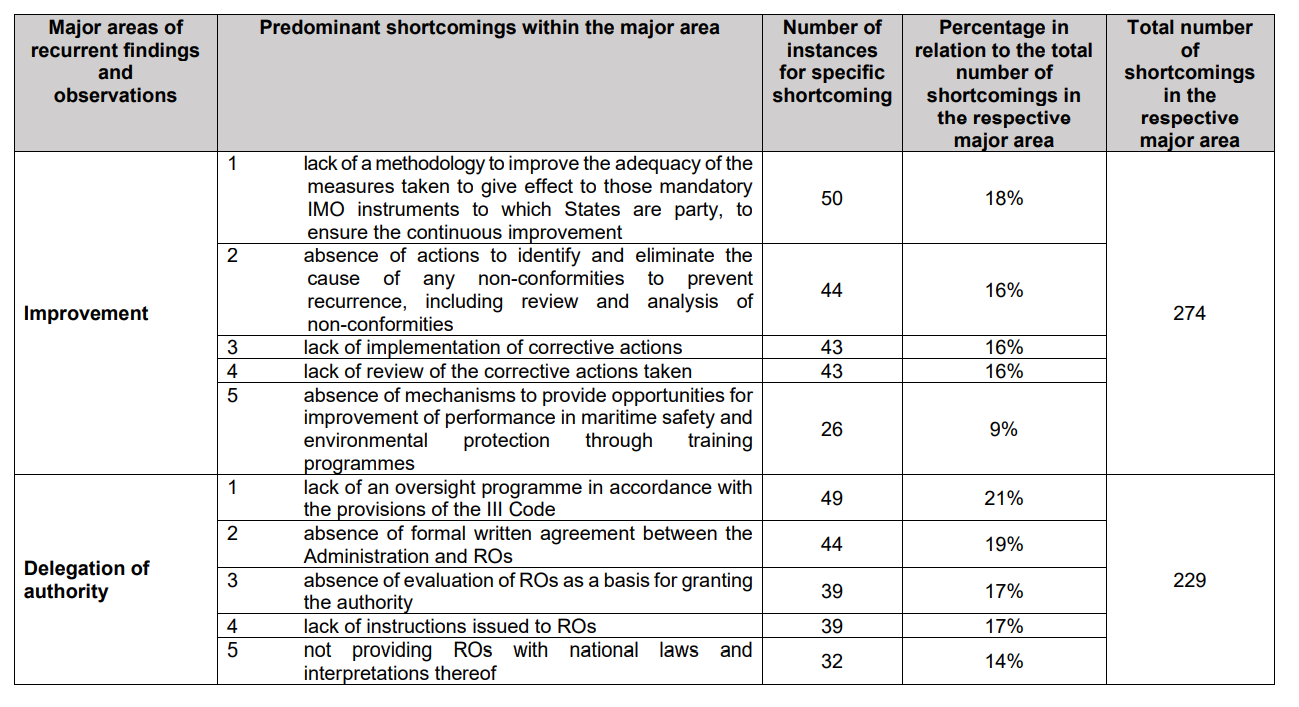 Major areas of
recurrent findings
and
observations
Predominant shortcomings within the major area
Number of
instances
for specific
shortcoming
Percentage in
relation to the total
number of
shortcomings in
the respective
major area
Total number
of
shortcomings
in the
respective
major area
Improvement
1 lack of a methodology to improve the adequacy of the
measures taken to give effect to those mandatory
IMO instruments to which States are party, to
ensure the continuous improvement
50
18%
2 absence of actions to identify and eliminate the
cause of any non-conformities to prevent
recurrence, including review and analysis of
non-conformities
44
16%
3 lack of implementation of corrective actions
43
16%
4 lack of review of the corrective actions taken
43
16%
5 absence of mechanisms to provide opportunities for
improvement of performance in maritime safety and
environmental protection through training
programmes
26
9%
274
Delegation of
authority
1 lack of an oversight programme in accordance with
the provisions of the III Code
49
21%
2 absence of formal written agreement between the
Administration and ROs
44
19%
3 absence of evaluation of ROs as a basis for granting
the authority
39
17%
4 lack of instructions issued to ROs
39
17%
5 not providing ROs with national laws and
interpretations thereof
32
14%
229